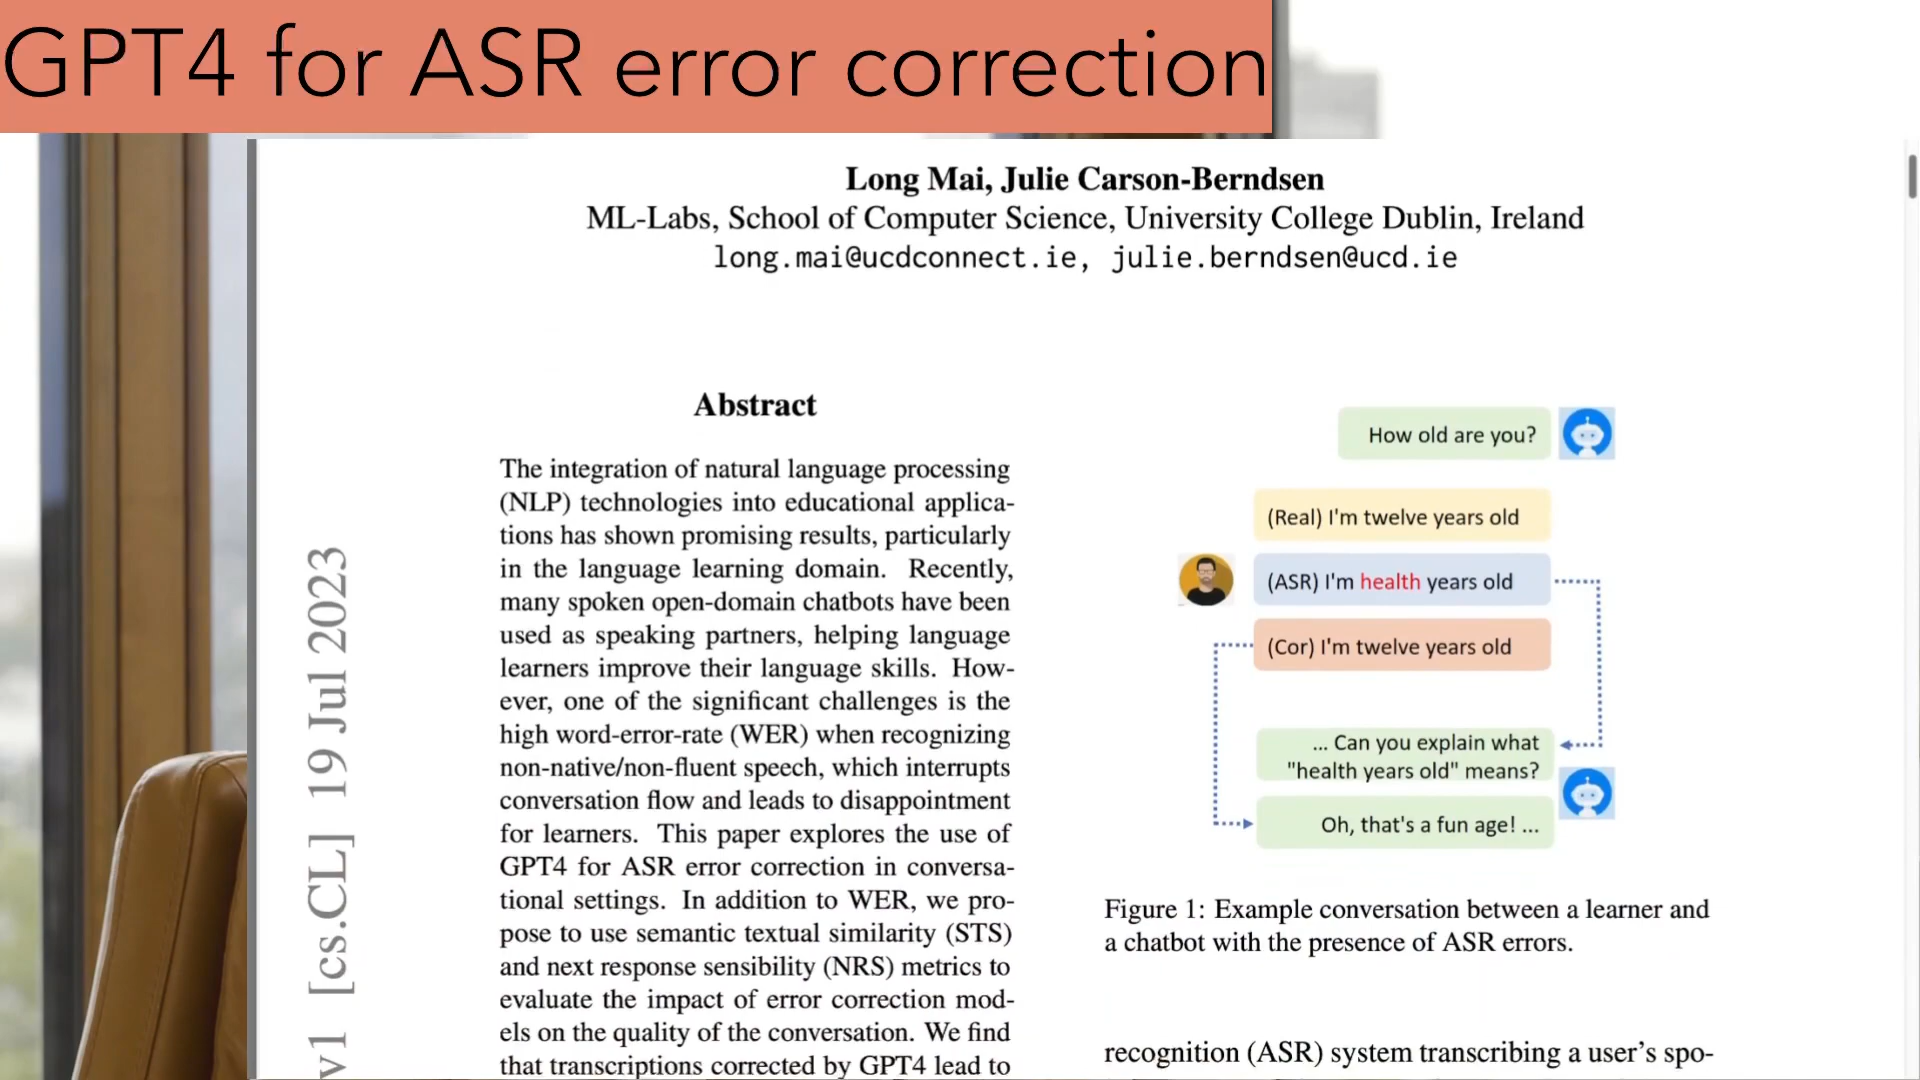 GPT4 for ASR error correction
Long Mai, Julie Carson-Berndsen
ML-Labs, School of Computer Science, University College Dublin, Ireland
long.mai@ucdconnect.ie, julie.berndsen@ucd.ie
v1 [cs.CL] 19 Jul 2023
Abstract
The integration of natural language processing
(NLP) technologies into educational applica-
tions has shown promising results, particularly
in the language learning domain. Recently,
many spoken open-domain chatbots have been
used as speaking partners, helping language
learners improve their language skills. How-
ever, one of the significant challenges is the
high word-error-rate (WER) when recognizing
non-native/non-fluent speech, which interrupts
conversation flow and leads to disappointment
for learners. This paper explores the use of
GPT4 for ASR error correction in conversa-
tional settings. In addition to WER, we pro-
pose to use semantic textual similarity (STS)
and next response sensibility (NRS) metrics to
evaluate the impact of error correction mod-
els on the quality of the conversation. We find
that transcriptions corrected by GPT4 lead to
How old are you?
(Real) I'm twelve years old
(ASR) I'm health years old
(Cor) I'm twelve years old
... Can you explain what
"health years old" means?
Oh, that's a fun age! ...
Figure 1: Example conversation between a learner and
a chatbot with the presence of ASR errors.
recognition (ASR) system transcribing a user's spo-